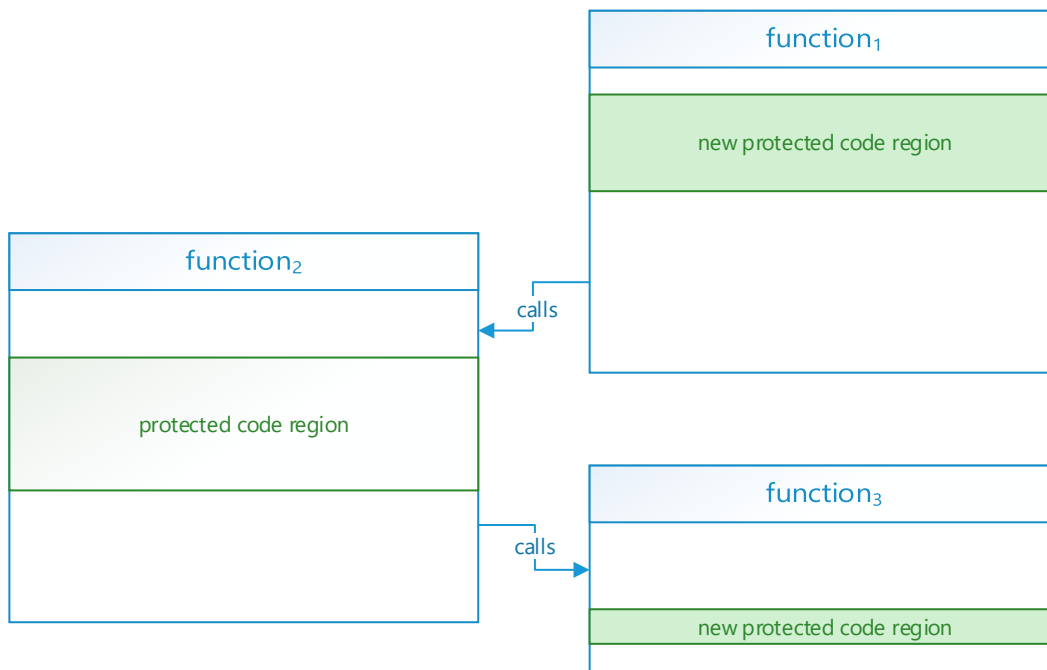 function₁
new protected code region
function₂
calls
protected code region
function₃
calls
new protected code region